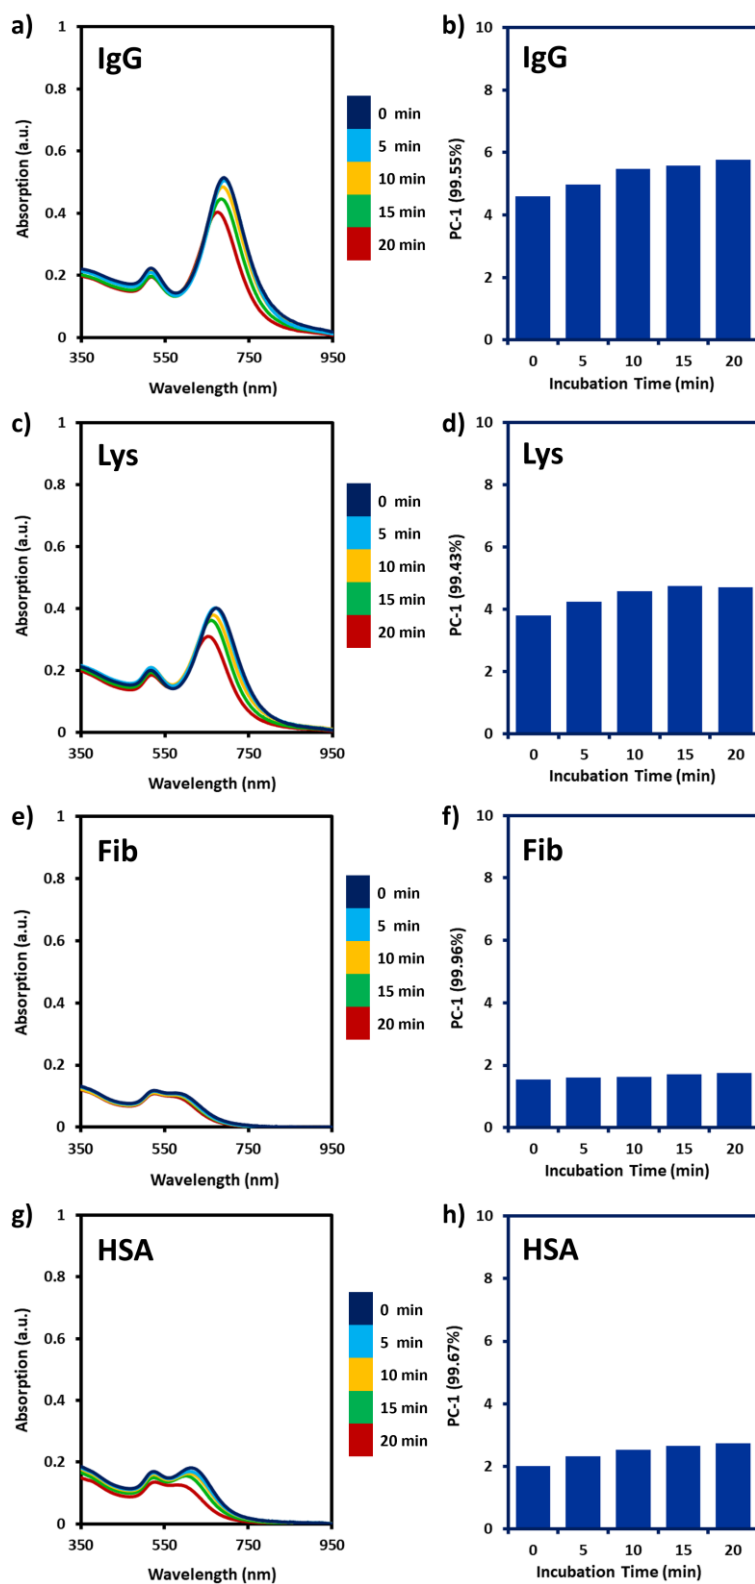 a)
IgG
1
0.8
0.6
0.4
0.2
0
Absorption (a.u.)
350 550 750 950
Wavelength (nm)
0 min
5 min
10 min
15 min
20 min
b)
IgG
10
8
6
4
2
0
PC-1 (99.55%)
0 5 10 15 20
Incubation Time (min)
c)
Lys
1
0.8
0.6
0.4
0.2
0
Absorption (a.u.)
350 550 750 950
Wavelength (nm)
0 min
5 min
10 min
15 min
20 min
d)
Lys
10
8
6
4
2
0
PC-1 (99.43%)
0 5 10 15 20
Incubation Time (min)
e)
Fib
1
0.8
0.6
0.4
0.2
0
Absorption (a.u.)
350 550 750 950
Wavelength (nm)
0 min
5 min
10 min
15 min
20 min
f)
Fib
10
8
6
4
2
0
PC-1 (99.96%)
0 5 10 15 20
Incubation Time (min)
g)
HSA
1
0.8
0.6
0.4
0.2
0
Absorption (a.u.)
350 550 750 950
Wavelength (nm)
0 min
5 min
10 min
15 min
20 min
h)
HSA
10
8
6
4
2
0
PC-1 (99.67%)
0 5 10 15 20
Incubation Time (min)